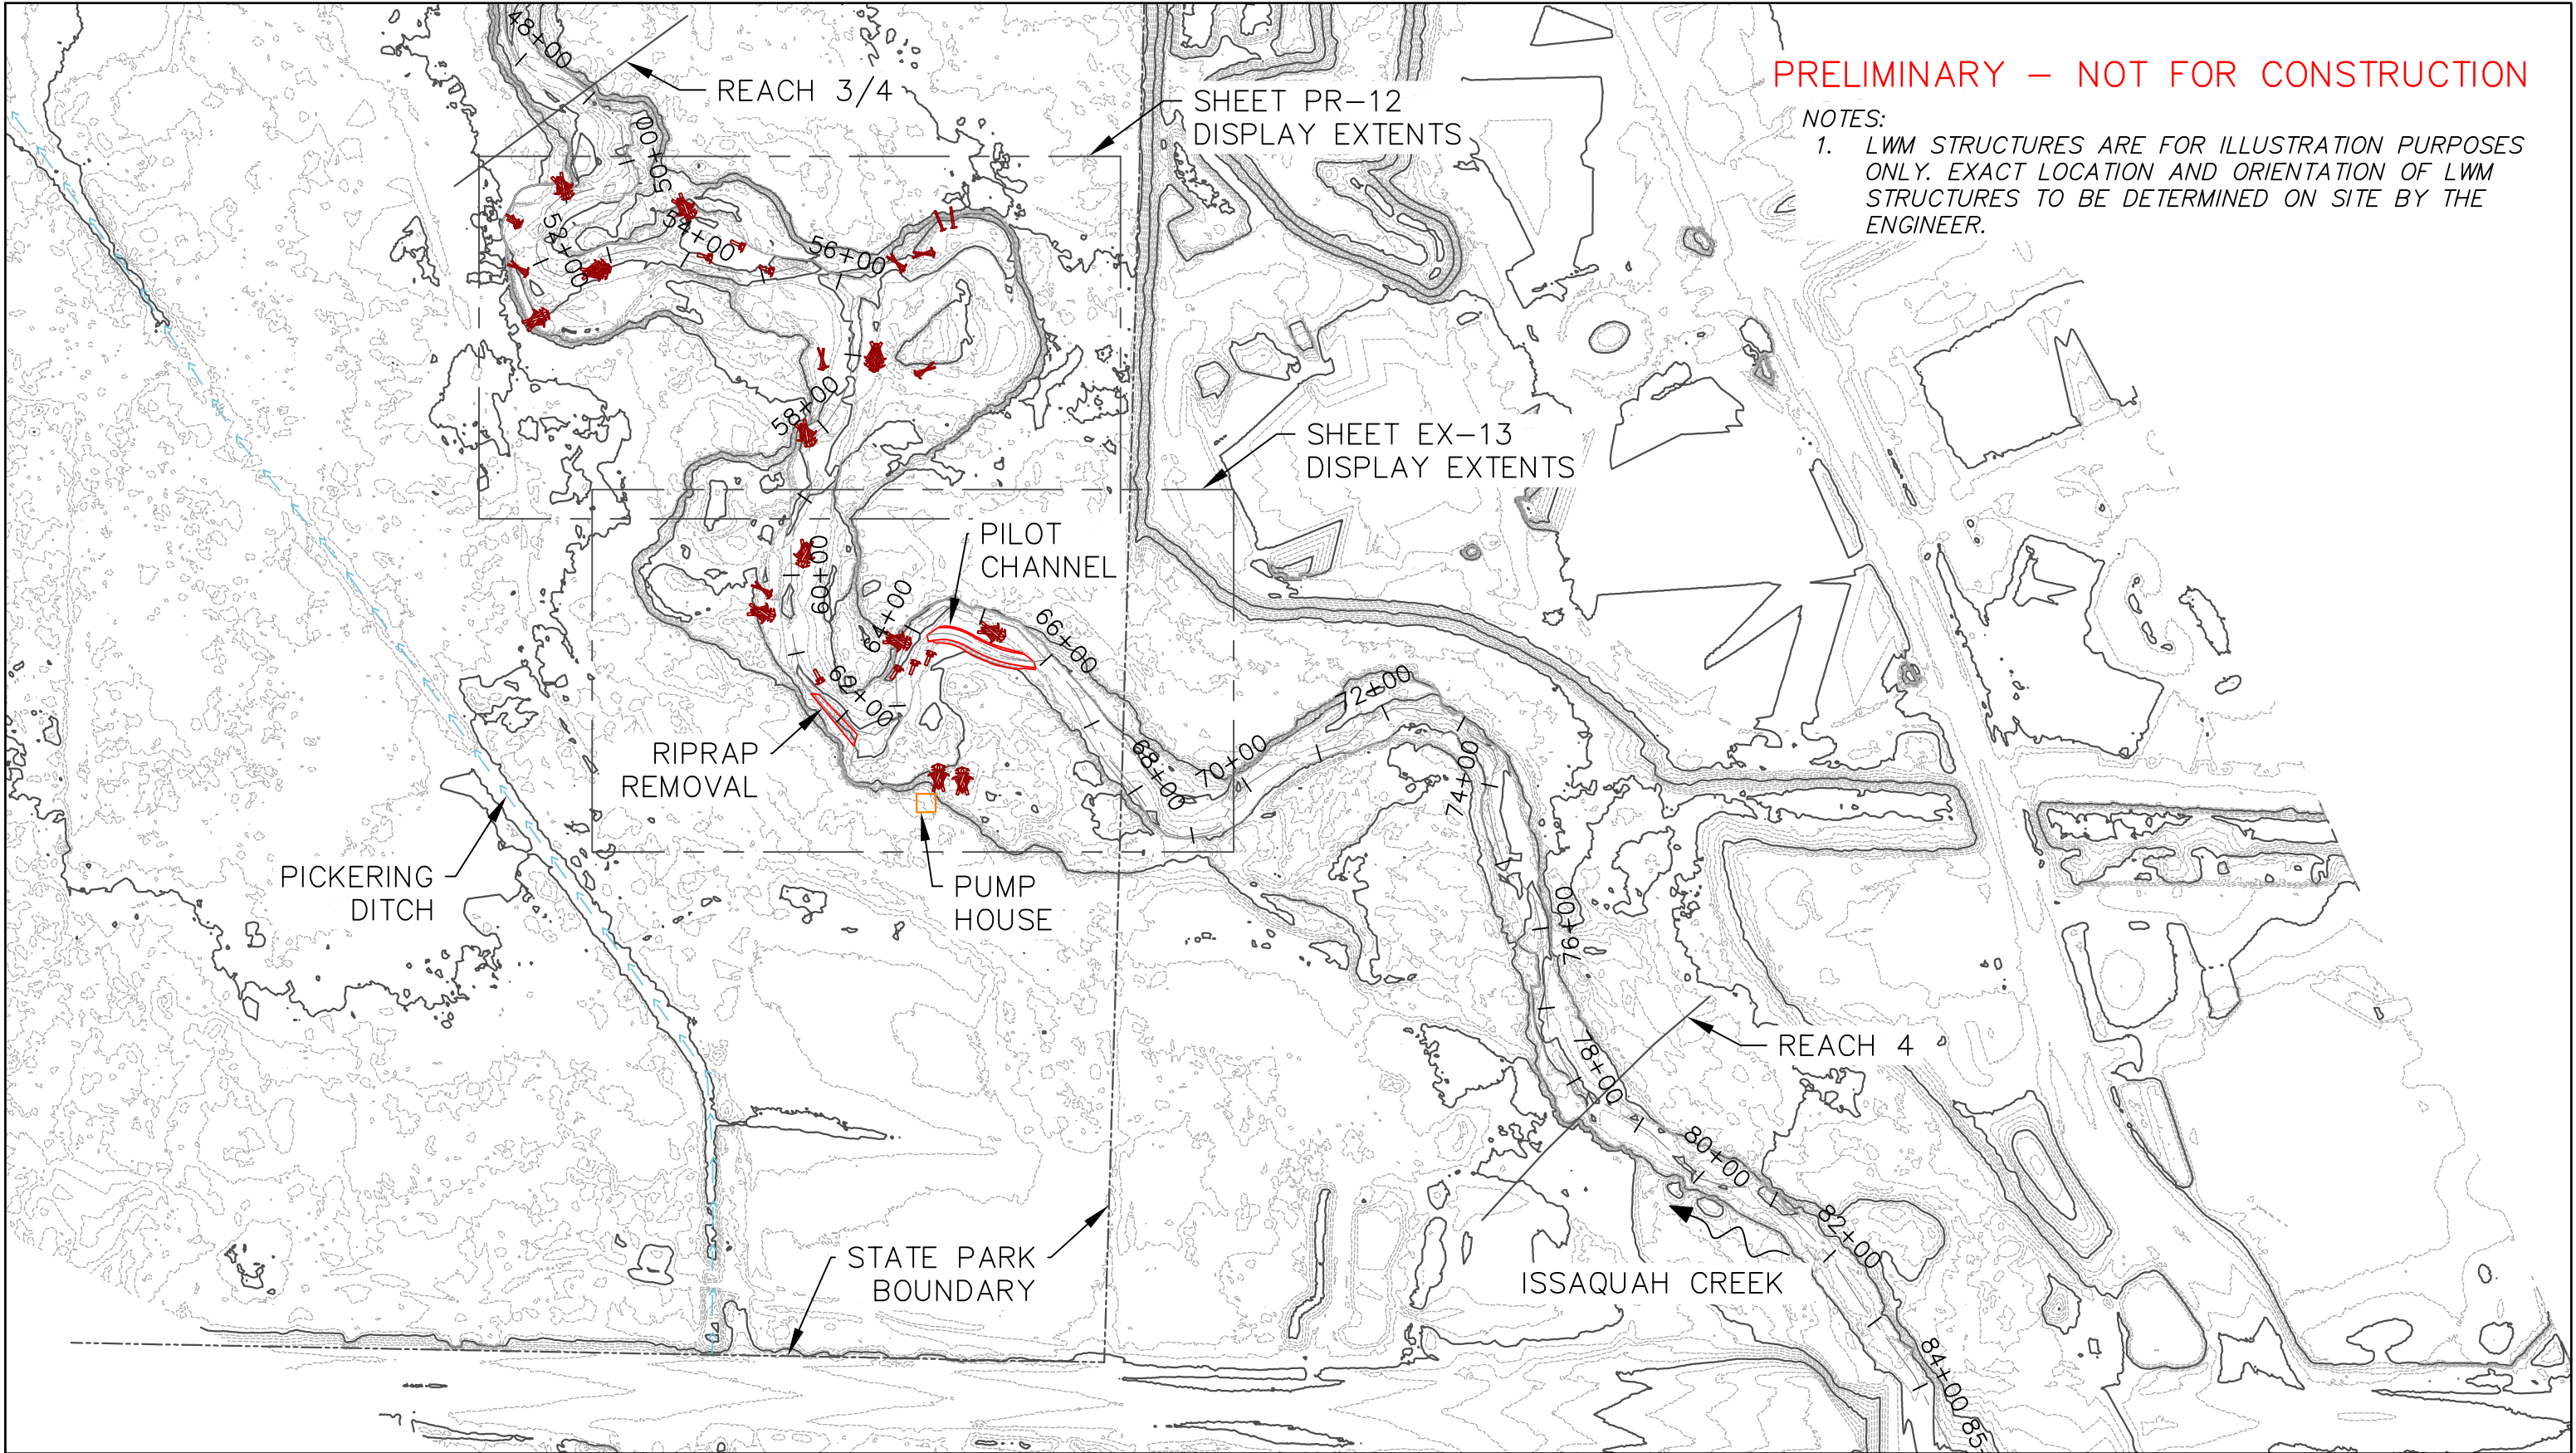 PRELIMINARY – NOT FOR CONSTRUCTION
NOTES:
1. LWM STRUCTURES ARE FOR ILLUSTRATION PURPOSES
ONLY. EXACT LOCATION AND ORIENTATION OF LWM
STRUCTURES TO BE DETERMINED ON SITE BY THE
ENGINEER.
48+00
REACH 3/4
SHEET PR–12
DISPLAY EXTENTS
50+00
52+00
54+00
56+00
58+00
SHEET EX–13
DISPLAY EXTENTS
PILOT
CHANNEL
60+00
64+00
66+00
62+00
RIPRAP
REMOVAL
68+00
70+00
72+00
74+00
PICKERING
DITCH
PUMP
HOUSE
76+00
REACH 4
78+00
80+00
82+00
STATE PARK
BOUNDARY
ISSAQUAH CREEK
84+00
85–